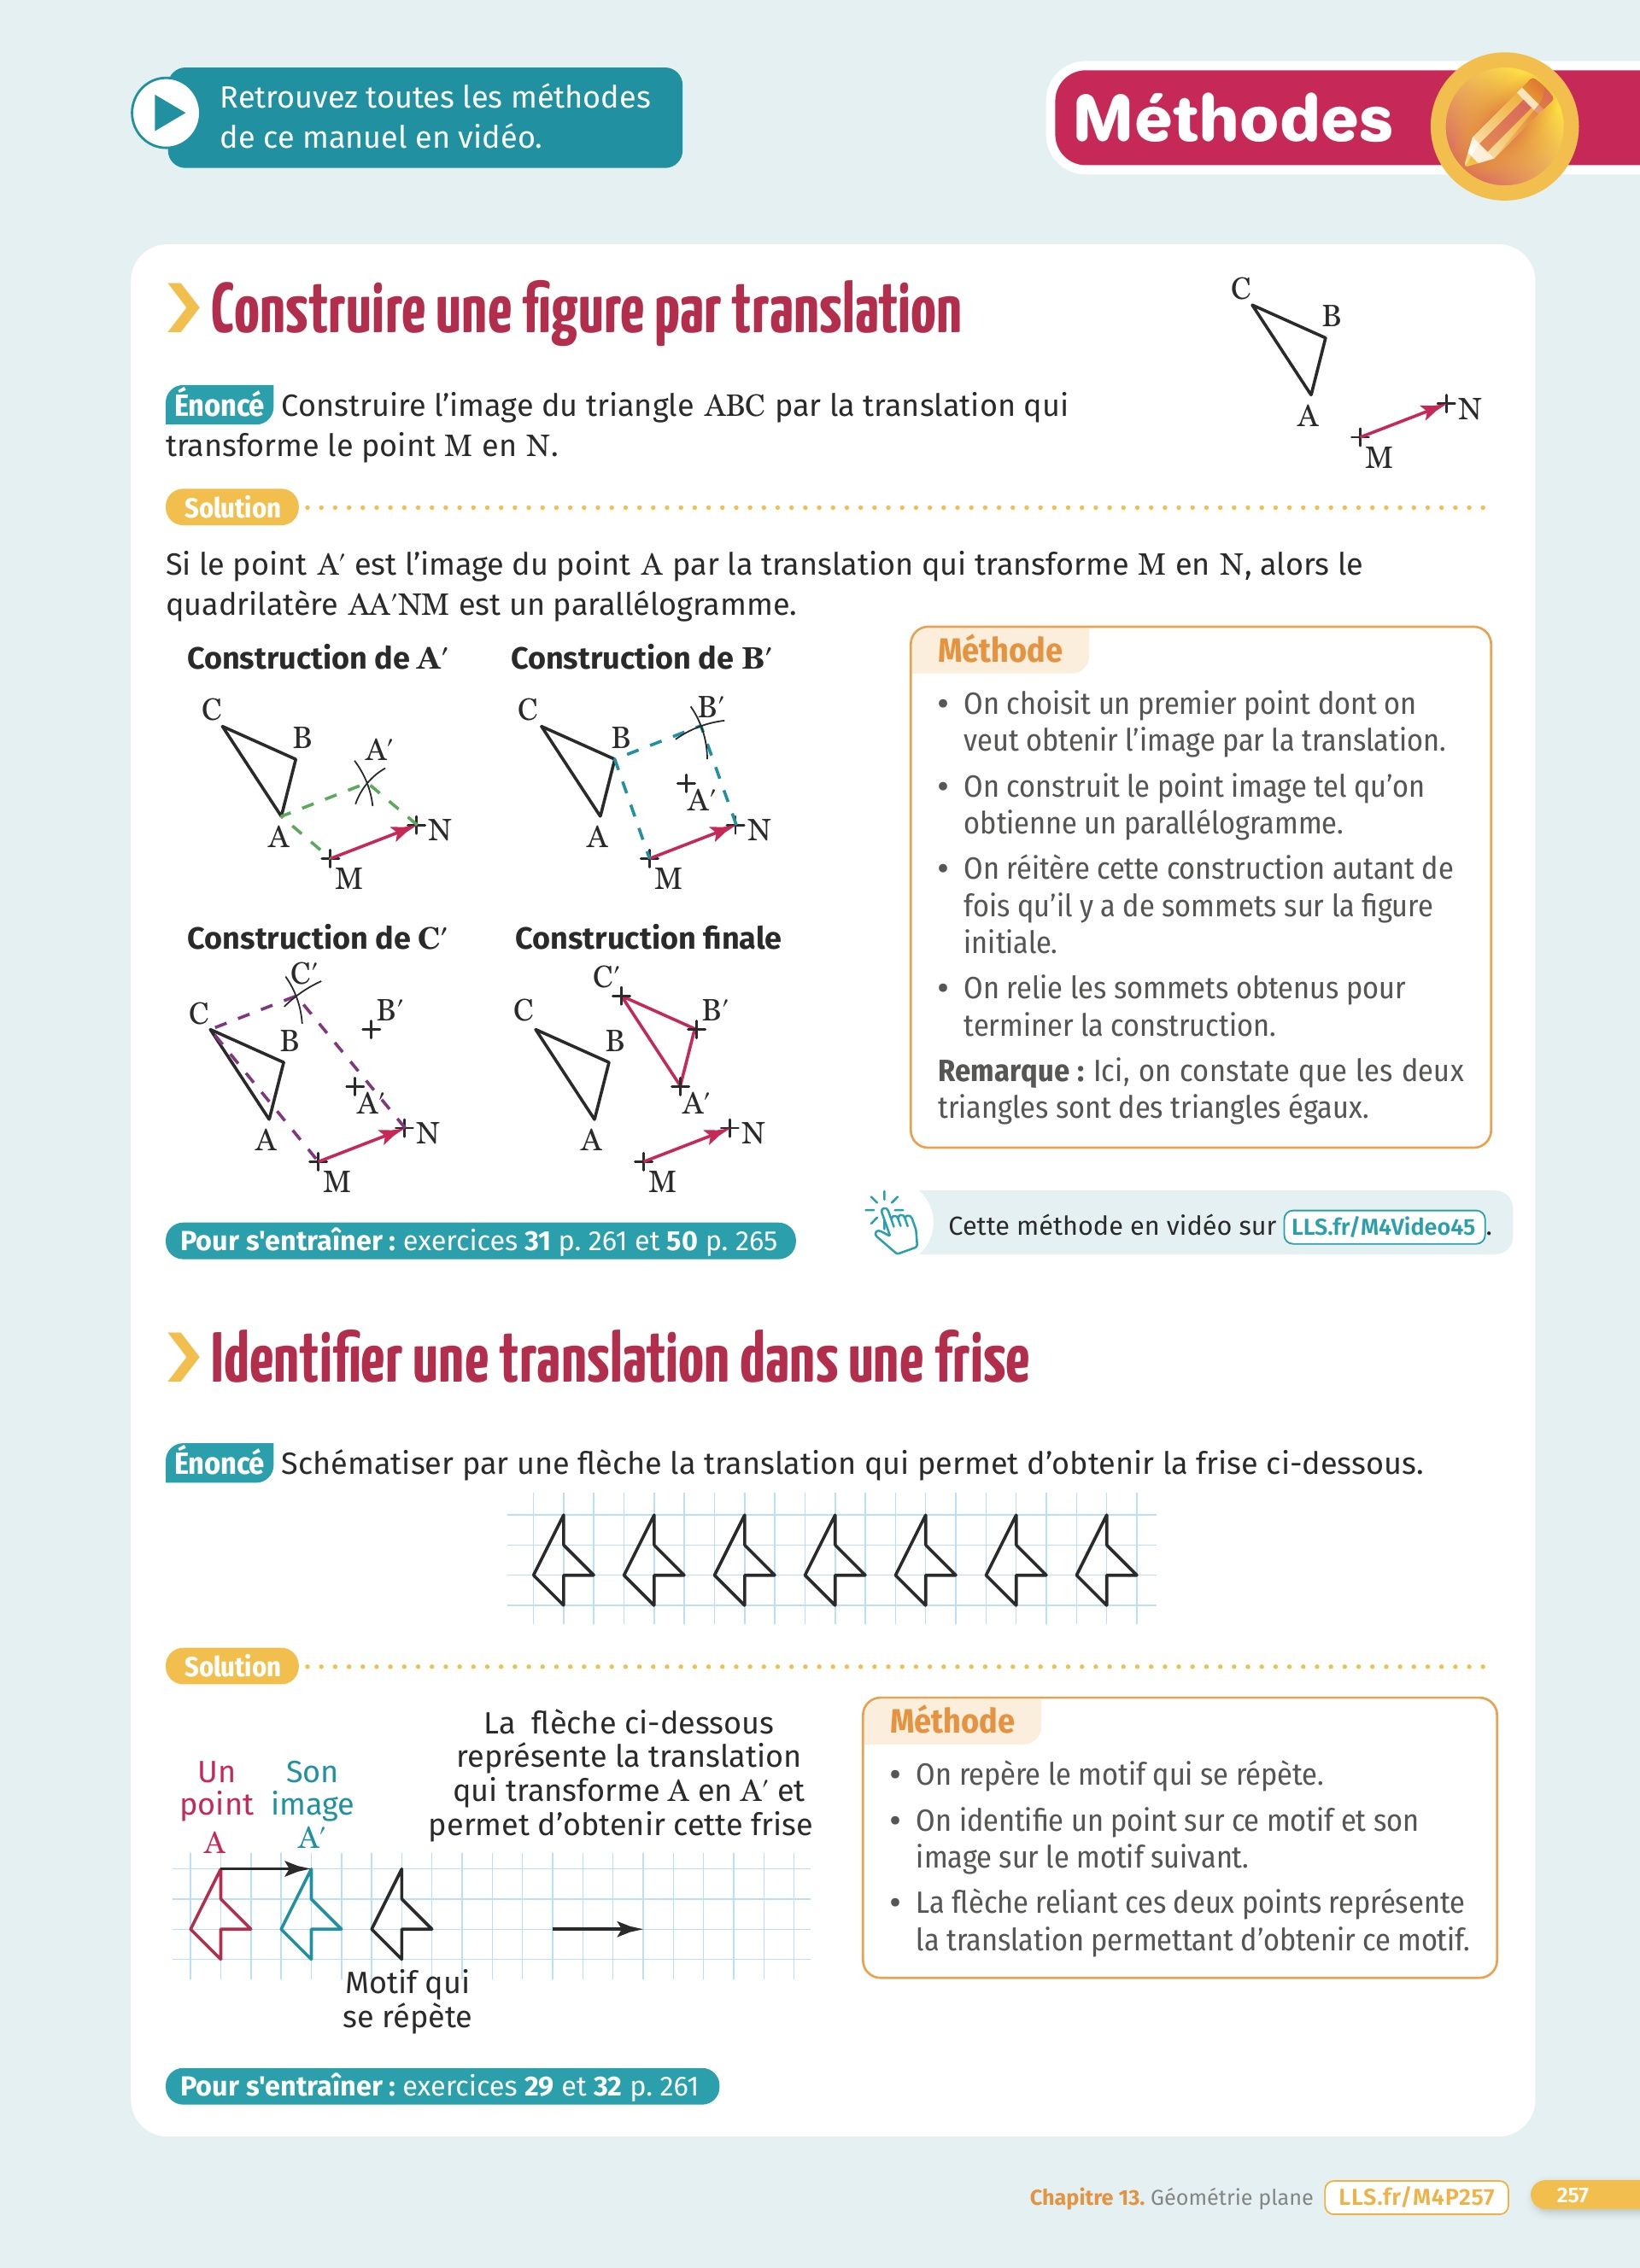 Retrouvez toutes les méthodes
de ce manuel en vidéo.
Méthodes
Construire une figure par translation
Énoncé Construire l’image du triangle ABC par la translation qui
transforme le point M en N.
C
B
A
N
M
Solution
Si le point A′ est l’image du point A par la translation qui transforme M en N, alors le
quadrilatère AA′NM est un parallélogramme.
Construction de A′
C
B
A′
A
N
M
Construction de B′
C
B′
B
A′
A
N
M
Construction de C′
C′
C
B′
B
A′
A
N
M
Construction finale
C′
C
B′
B
A′
A
N
M
Méthode
• On choisit un premier point dont on
veut obtenir l’image par la translation.
• On construit le point image tel qu’on
obtienne un parallélogramme.
• On réitère cette construction autant de
fois qu’il y a de sommets sur la figure
initiale.
• On relie les sommets obtenus pour
terminer la construction.
Remarque : Ici, on constate que les deux
triangles sont des triangles égaux.
Pour s'entraîner : exercices 31 p. 261 et 50 p. 265
Cette méthode en vidéo sur LLS.fr/M4Video45.
Identifier une translation dans une frise
Énoncé Schématiser par une flèche la translation qui permet d’obtenir la frise ci-dessous.
Solution
Un
point
A
Son
image
A′
La flèche ci-dessous
représente la translation
qui transforme A en A′ et
permet d’obtenir cette frise
Motif qui
se répète
Méthode
• On repère le motif qui se répète.
• On identifie un point sur ce motif et son
image sur le motif suivant.
• La flèche reliant ces deux points représente
la translation permettant d’obtenir ce motif.
Pour s'entraîner : exercices 29 et 32 p. 261
Chapitre 13. Géométrie plane LLS.fr/M4P257 257